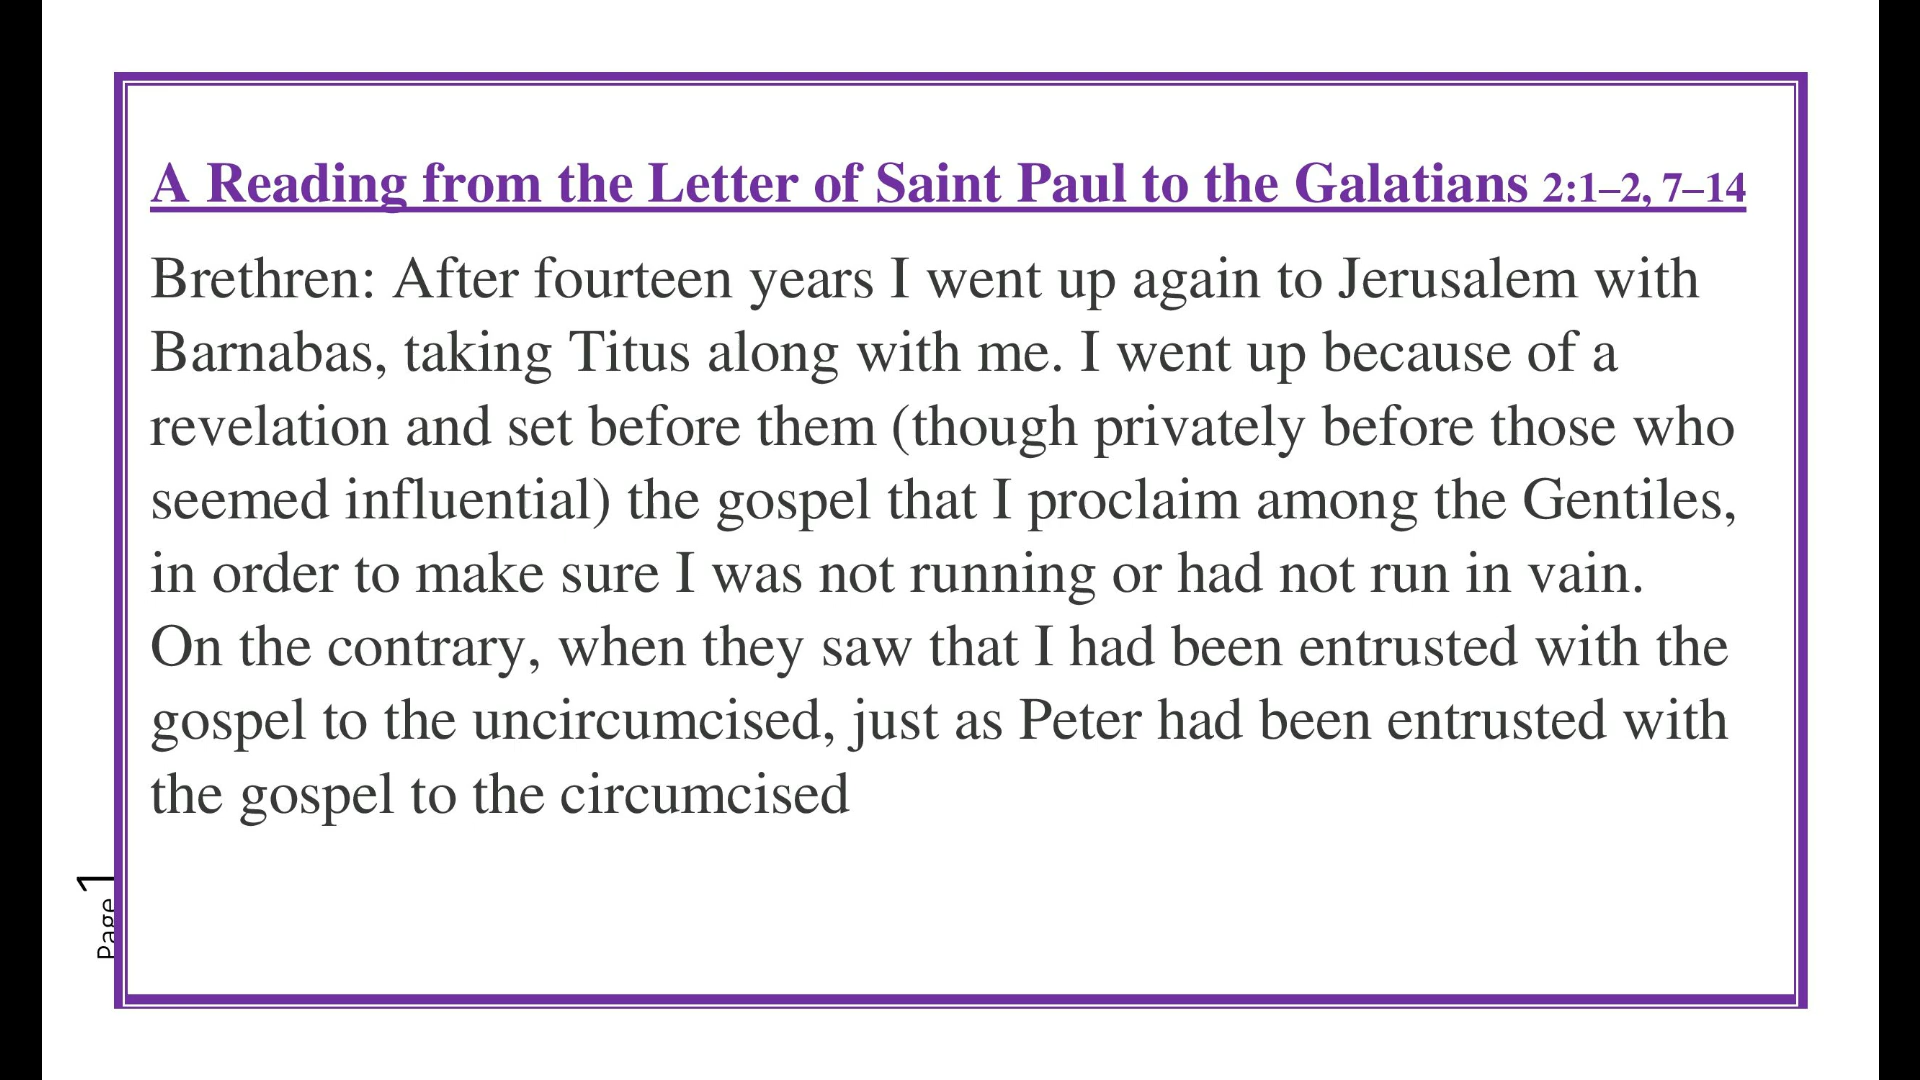 A Reading from the Letter of Saint Paul to the Galatians 2:1–2, 7–14
Brethren: After fourteen years I went up again to Jerusalem with
Barnabas, taking Titus along with me. I went up because of a
revelation and set before them (though privately before those who
seemed influential) the gospel that I proclaim among the Gentiles,
in order to make sure I was not running or had not run in vain.
On the contrary, when they saw that I had been entrusted with the
gospel to the uncircumcised, just as Peter had been entrusted with
the gospel to the circumcised
Page 1